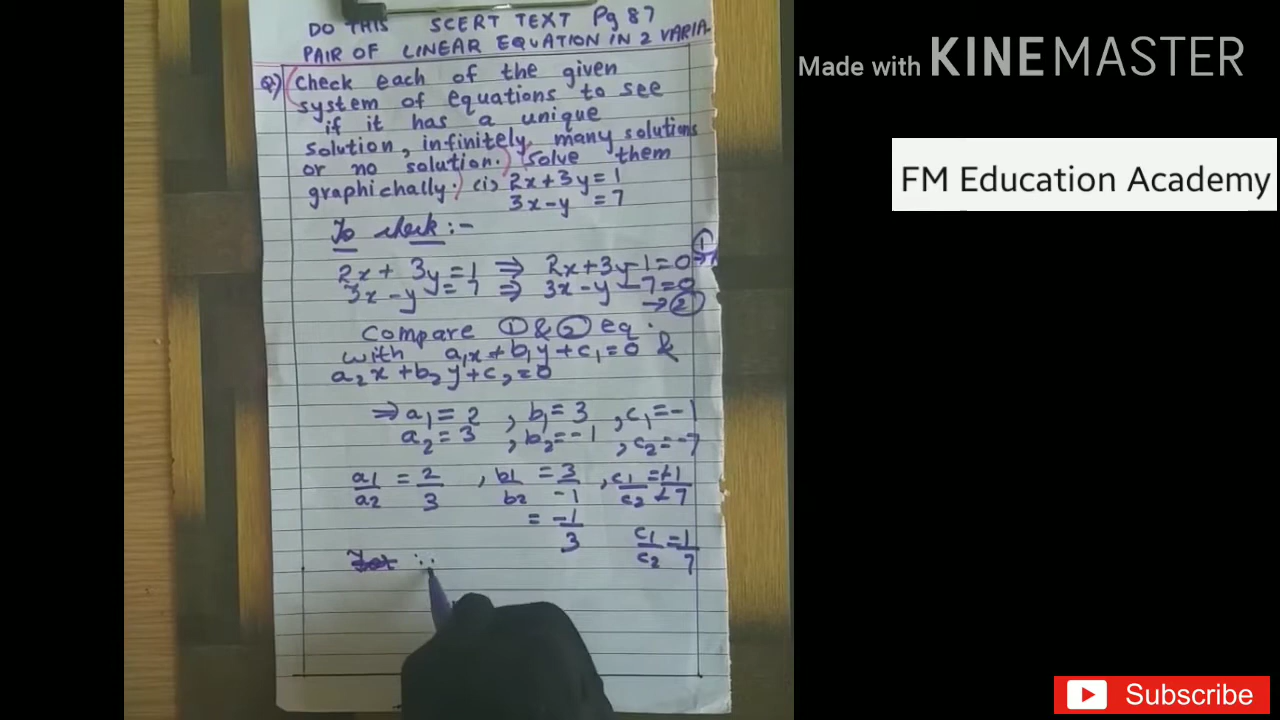 DO THIS SCERT TEXT Pg 87
PAIR OF LINEAR EQUATION IN 2 VARIA
Q) Check each of the given
system of equations to see
if it has a unique
solution, infinitely many solutions
or no solution. Solve them
graphichally. (i) 2x+3y=1
3x-y =7
To check:-
2x+ 3y=1 ⇒ 2x+3y-1=0→1
3x-y=7 ⇒ 3x-y-7=0
→②
Compare ① & ② eq.
with a₁x+b₁y+c₁=0 &
a₂x+b₂y+c₂=0
⇒a₁=2 , b₁=3 , c₁=-1
a₂=3 , b₂=-1 , c₂=-7
a1/a2 = 2/3 , b1/b2 = 3/-1 , c1/c2 = -1/-7
= -1/3 c1/c2 = 1/7
∵
Made with KINEMASTER
FM Education Academy
Subscribe